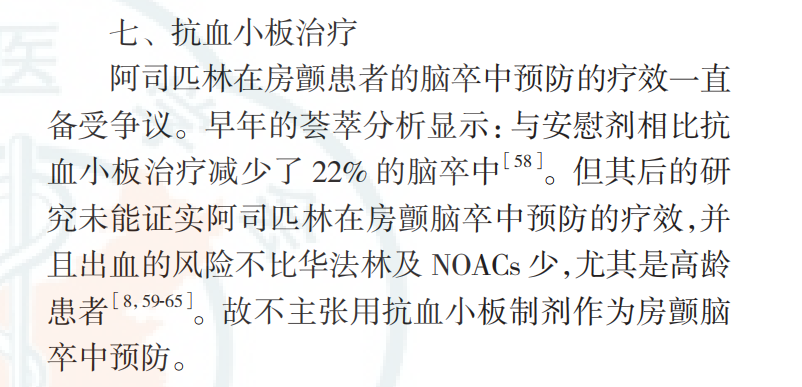 七、抗血小板治疗
阿司匹林在房颤患者的脑卒中预防的疗效一直
备受争议。早年的荟萃分析显示:与安慰剂相比抗
血小板治疗减少了 22% 的脑卒中[58]。但其后的研
究未能证实阿司匹林在房颤脑卒中预防的疗效,并
且出血的风险不比华法林及 NOACs 少,尤其是高龄
患者[8,59-65]。故不主张用抗血小板制剂作为房颤脑
卒中预防。
医